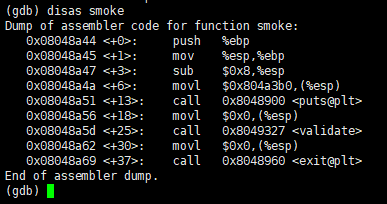 (gdb) disas smoke
Dump of assembler code for function smoke:
   0x08048a44 <+0>:     push   %ebp
   0x08048a45 <+1>:     mov    %esp,%ebp
   0x08048a47 <+3>:     sub    $0x8,%esp
   0x08048a4a <+6>:     movl   $0x804a3b0,(%esp)
   0x08048a51 <+13>:    call   0x8048900 <puts@plt>
   0x08048a56 <+18>:    movl   $0x0,(%esp)
   0x08048a5d <+25>:    call   0x8049327 <validate>
   0x08048a62 <+30>:    movl   $0x0,(%esp)
   0x08048a69 <+37>:    call   0x8048960 <exit@plt>
End of assembler dump.
(gdb)